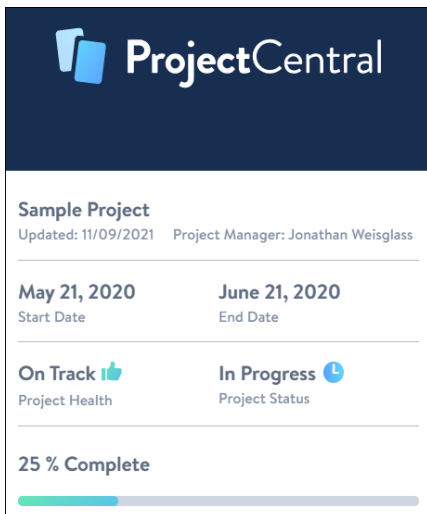 ProjectCentral
Sample Project
Updated: 11/09/2021 Project Manager: Jonathan Weisglass
May 21, 2020 June 21, 2020
Start Date End Date
On Track In Progress
Project Health Project Status
25 % Complete